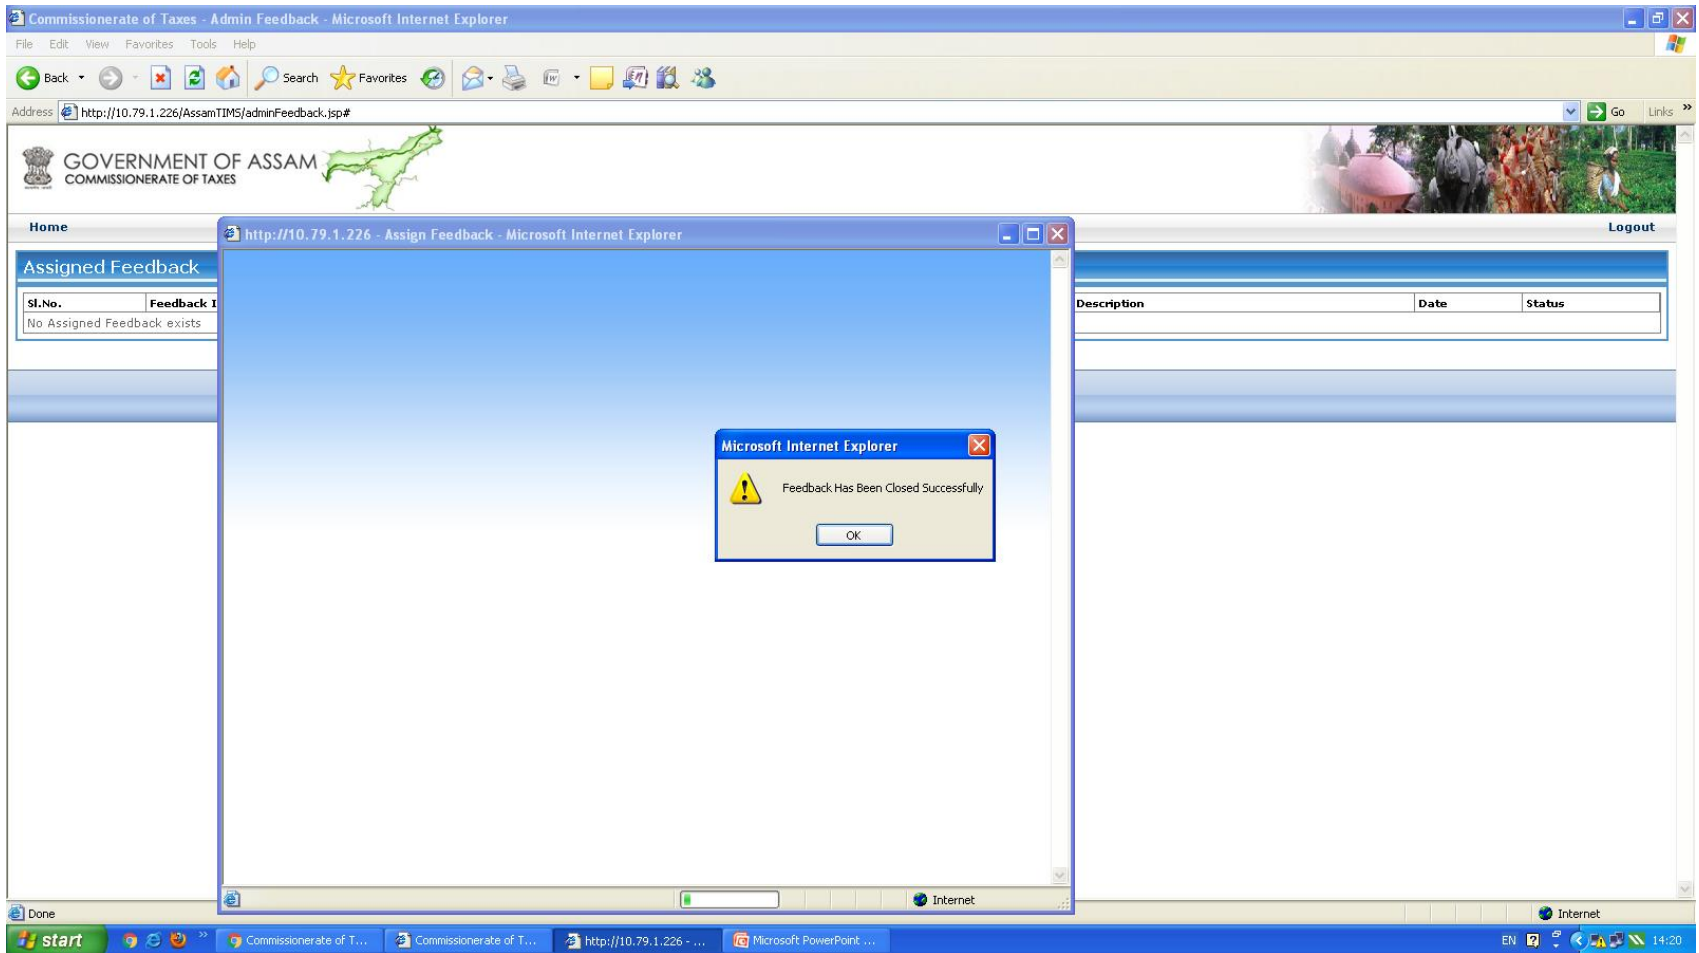 Commissionerate of Taxes - Admin Feedback - Microsoft Internet Explorer
File Edit View Favorites Tools Help
Back Search Favorites
Address http://10.79.1.226/AssamTIMS/adminFeedback.jsp# Go Links »
GOVERNMENT OF ASSAM
COMMISSIONERATE OF TAXES
Home Logout
http://10.79.1.226 - Assign Feedback - Microsoft Internet Explorer
Assigned Feedback
Sl.No. Feedback I Description Date Status
No Assigned Feedback exists
Microsoft Internet Explorer
Feedback Has Been Closed Successfully
OK
Internet
Done Internet
start » Commissionerate of T... Commissionerate of T... http://10.79.1.226 - ... Microsoft PowerPoint ... EN 14:20